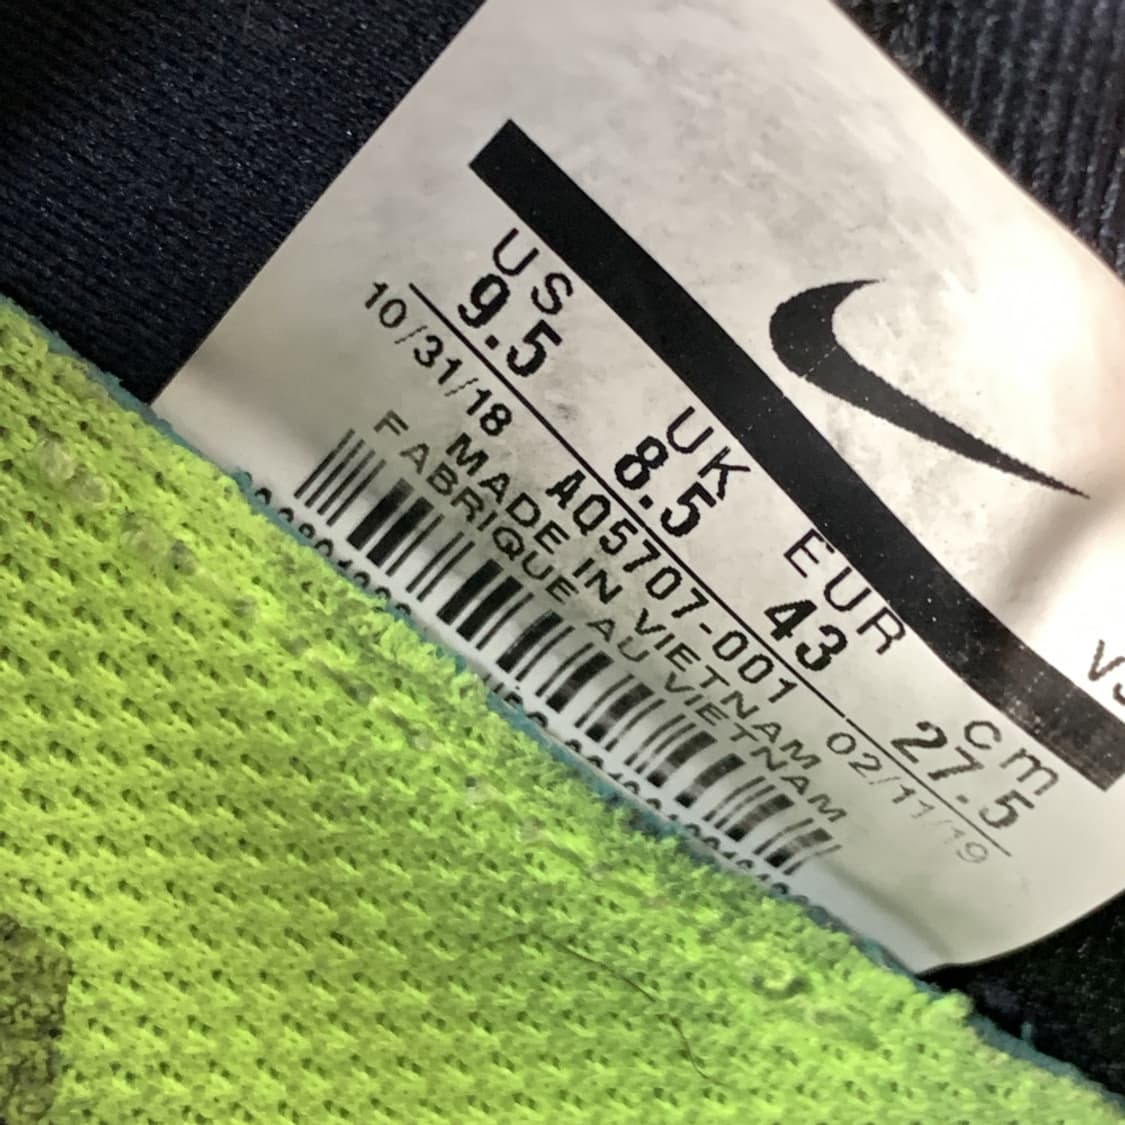 US UK EUR cm
9.5 8.5 43 27.5
10/31/18 AQ5707-001 02/11/19
MADE IN VIETNAM
FABRIQUE AU VIETNAM